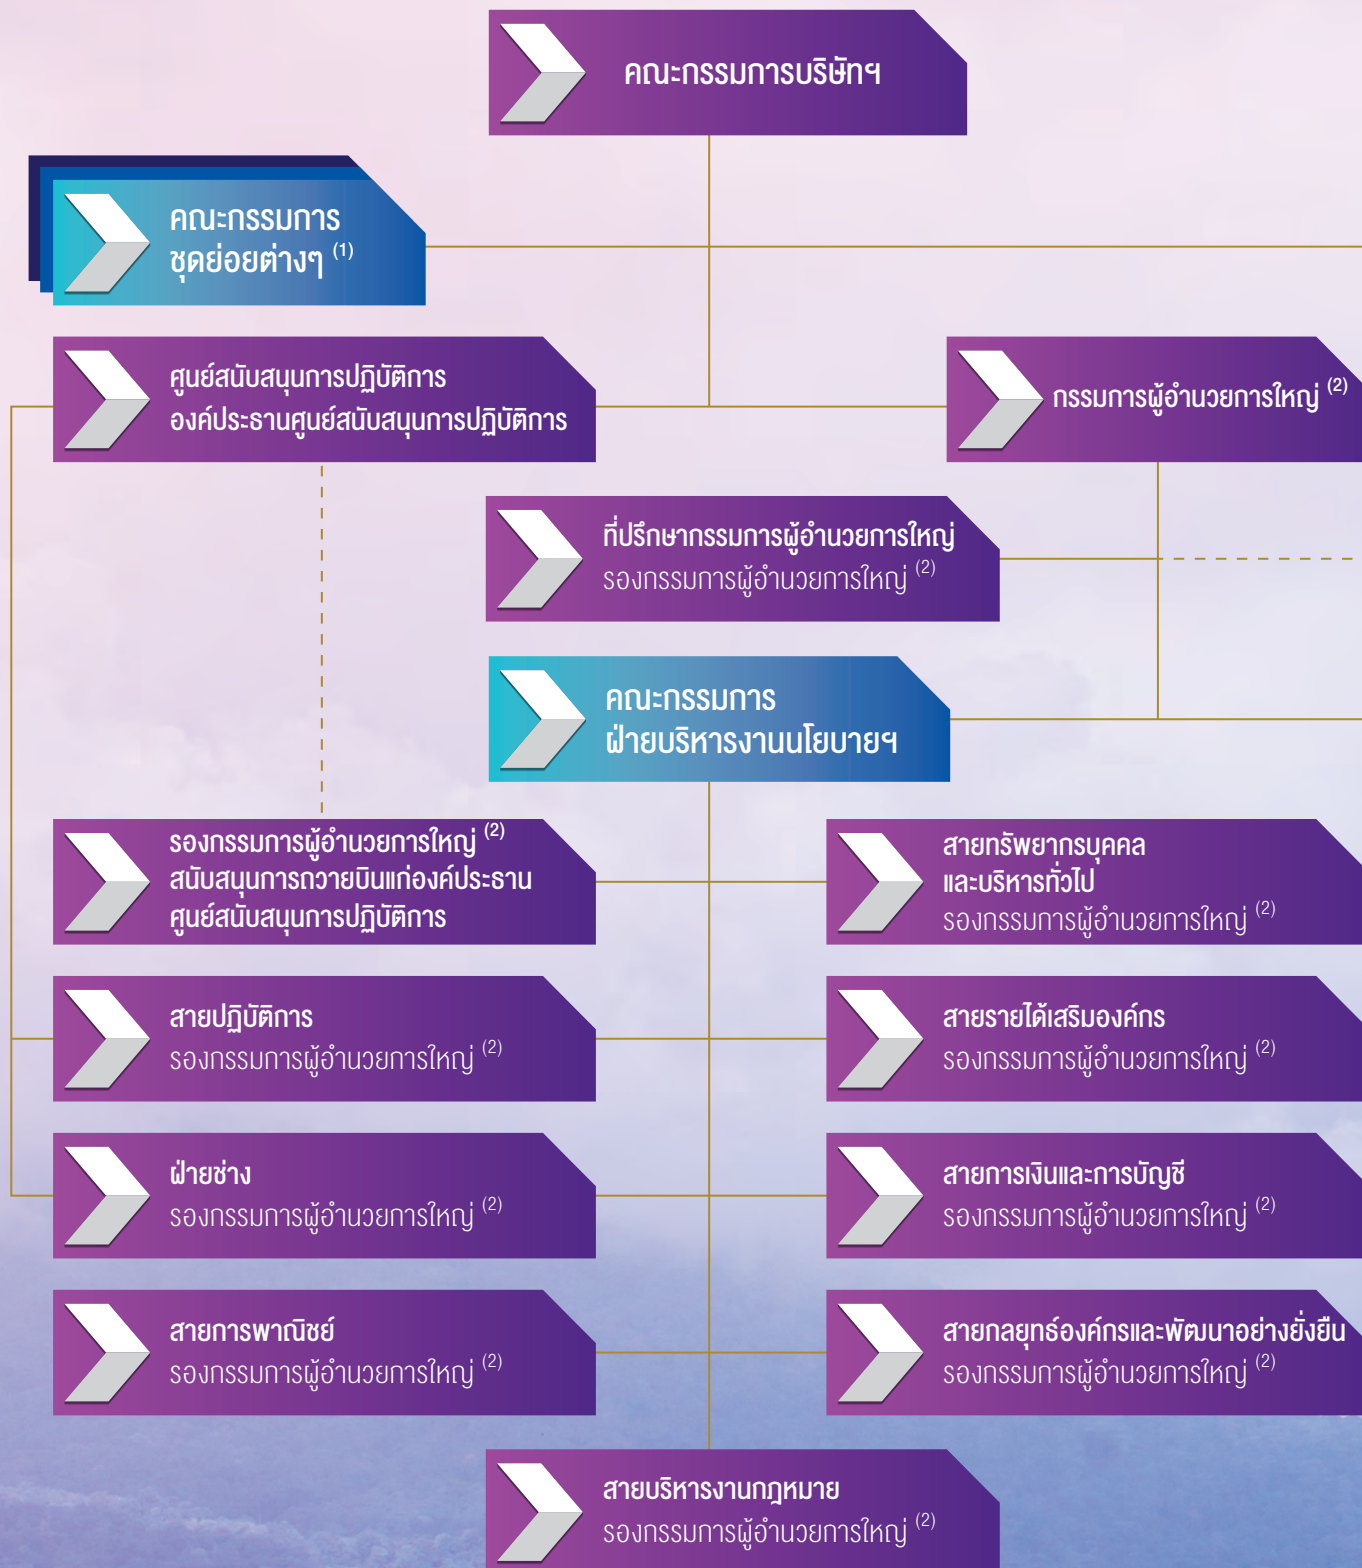 คณะกรรมการบริษัทฯ
คณะกรรมการ
ชุดย่อยต่างๆ (1)
ศูนย์สนับสนุนการปฏิบัติการ
องค์ประธานศูนย์สนับสนุนการปฏิบัติการ
กรรมการผู้อำนวยการใหญ่ (2)
ที่ปรึกษากรรมการผู้อำนวยการใหญ่
รองกรรมการผู้อำนวยการใหญ่ (2)
คณะกรรมการ
ฝ่ายบริหารงานนโยบายฯ
รองกรรมการผู้อำนวยการใหญ่ (2)
สนับสนุนการถวายบินแก่องค์ประธาน
ศูนย์สนับสนุนการปฏิบัติการ
สายทรัพยากรบุคคล
และบริหารทั่วไป
รองกรรมการผู้อำนวยการใหญ่ (2)
สายปฏิบัติการ
รองกรรมการผู้อำนวยการใหญ่ (2)
สายรายได้เสริมองค์กร
รองกรรมการผู้อำนวยการใหญ่ (2)
ฝ่ายช่าง
รองกรรมการผู้อำนวยการใหญ่ (2)
สายการเงินและการบัญชี
รองกรรมการผู้อำนวยการใหญ่ (2)
สายการพาณิชย์
รองกรรมการผู้อำนวยการใหญ่ (2)
สายกลยุทธ์องค์กรและพัฒนาอย่างยั่งยืน
รองกรรมการผู้อำนวยการใหญ่ (2)
สายบริหารงานกฎหมาย
รองกรรมการผู้อำนวยการใหญ่ (2)